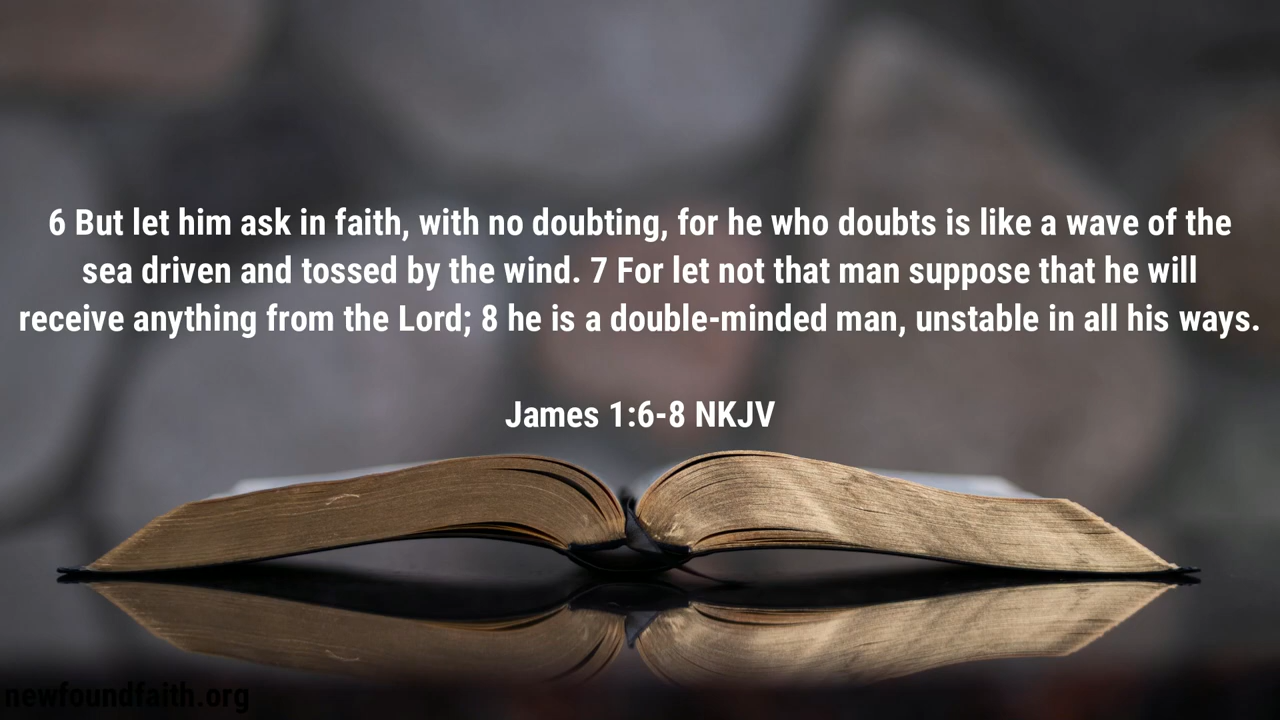 6 But let him ask in faith, with no doubting, for he who doubts is like a wave of the
sea driven and tossed by the wind. 7 For let not that man suppose that he will
receive anything from the Lord; 8 he is a double-minded man, unstable in all his ways.
James 1:6-8 NKJV
newfoundfaith.org